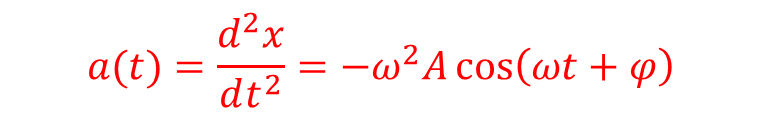 a(t) = d²x/dt² = −ω²A cos(ωt + φ)